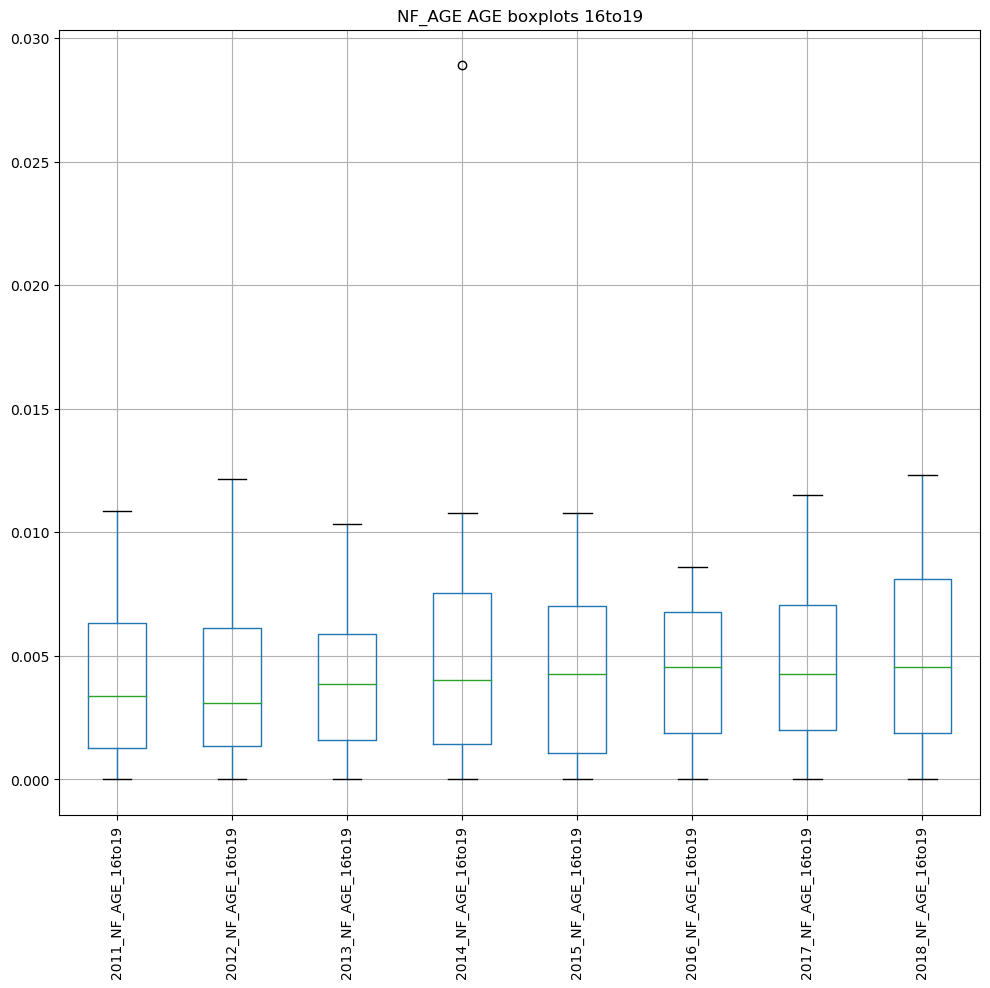 NF_AGE AGE boxplots 16to19
0.030
0.025
0.020
0.015
0.010
0.005
0.000
2011_NF_AGE_16to19
2012_NF_AGE_16to19
2013_NF_AGE_16to19
2014_NF_AGE_16to19
2015_NF_AGE_16to19
2016_NF_AGE_16to19
2017_NF_AGE_16to19
2018_NF_AGE_16to19